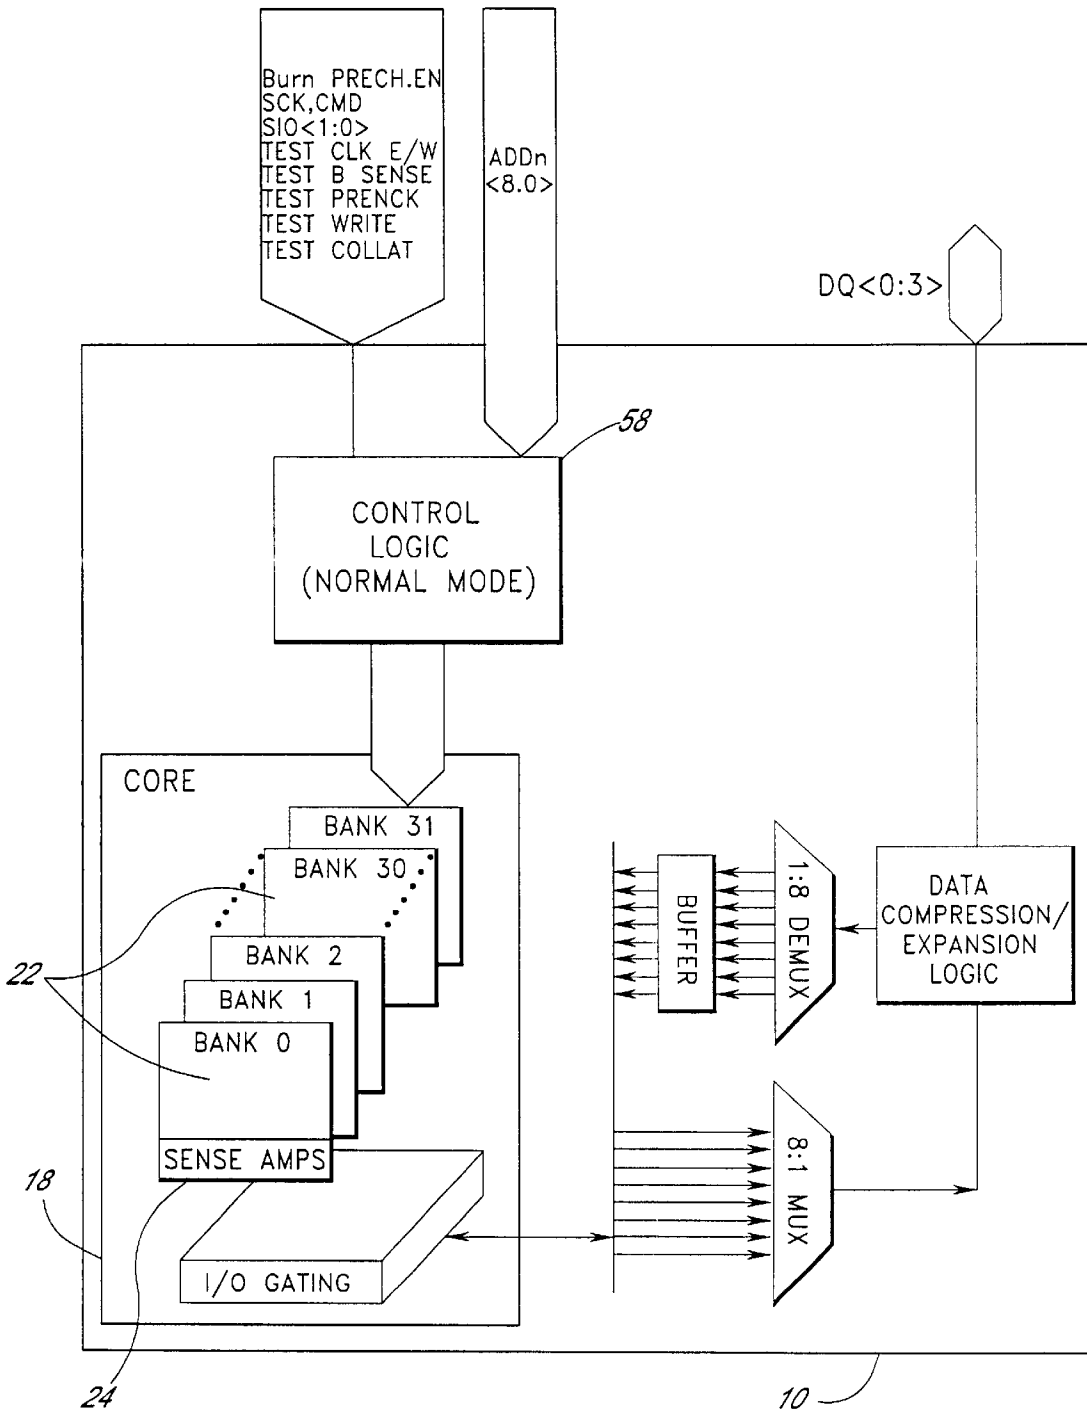 Burn PRECH.EN
SCK,CMD
SIO<1:0>
TEST CLK E/W
TEST B SENSE
TEST PRENCK
TEST WRITE
TEST COLLAT
ADDn
<8.0>
DQ<0:3>
58
CONTROL
LOGIC
(NORMAL MODE)
CORE
BANK 31
BANK 30
BANK 2
BANK 1
BANK 0
SENSE AMPS
I/O GATING
22
18
24
BUFFER
1:8 DEMUX
DATA
COMPRESSION/
EXPANSION
LOGIC
8:1 MUX
10